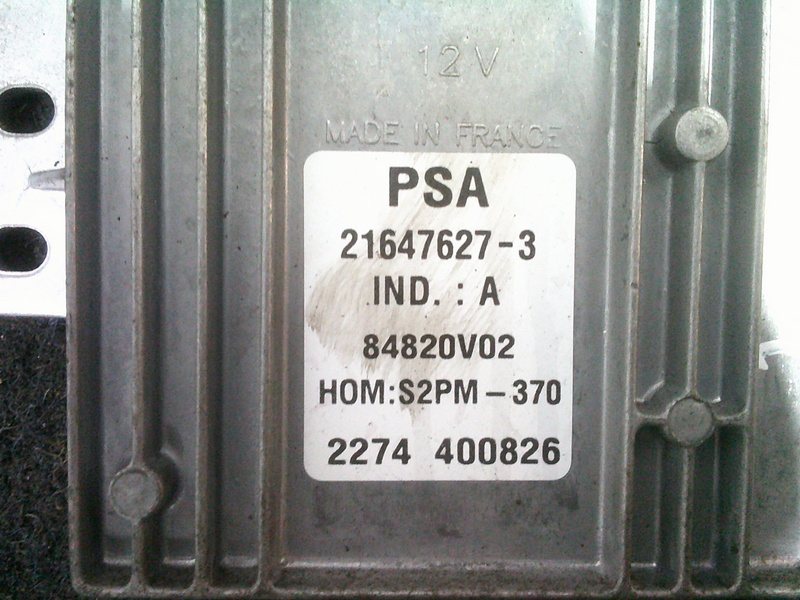 12V
MADE IN FRANCE
PSA
21647627-3
IND. : A
84820V02
HOM:S2PM-370
2274 400826